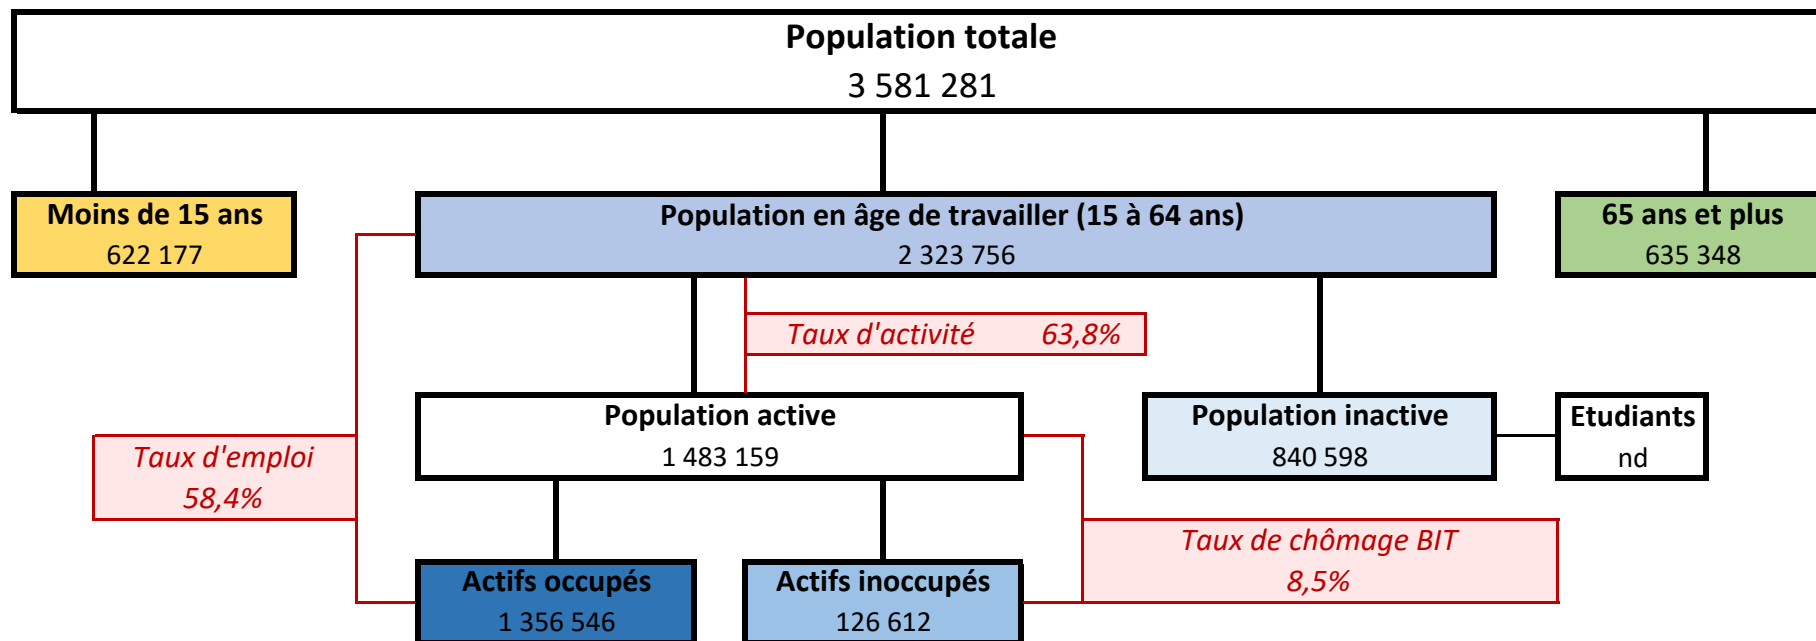 Population totale
3 581 281
Moins de 15 ans
622 177
Population en âge de travailler (15 à 64 ans)
2 323 756
65 ans et plus
635 348
Taux d'activité 63,8%
Population active
1 483 159
Population inactive
840 598
Etudiants
nd
Taux d'emploi
58,4%
Taux de chômage BIT
8,5%
Actifs occupés
1 356 546
Actifs inoccupés
126 612